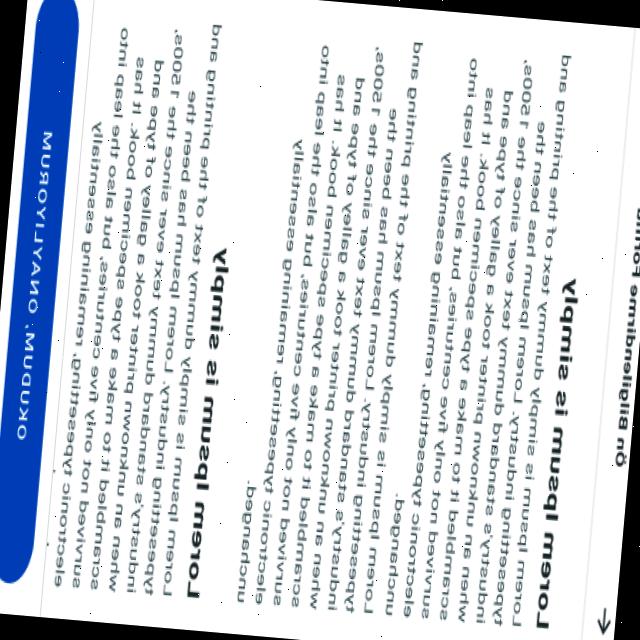 Ön Bilgilendirme Formu
Lorem Ipsum is simply
Lorem Ipsum is simply dummy text of the printing and
typesetting industry. Lorem Ipsum has been the
industry's standard dummy text ever since the 1500s,
when an unknown printer took a galley of type and
scrambled it to make a type specimen book. It has
survived not only five centuries, but also the leap into
electronic typesetting, remaining essentially
unchanged.
Lorem Ipsum is simply dummy text of the printing and
typesetting industry. Lorem Ipsum has been the
industry's standard dummy text ever since the 1500s,
when an unknown printer took a galley of type and
scrambled it to make a type specimen book. It has
survived not only five centuries, but also the leap into
electronic typesetting, remaining essentially
unchanged.
Lorem Ipsum is simply
Lorem Ipsum is simply dummy text of the printing and
typesetting industry. Lorem Ipsum has been the
industry's standard dummy text ever since the 1500s,
when an unknown printer took a galley of type and
scrambled it to make a type specimen book. It has
survived not only five centuries, but also the leap into
electronic typesetting, remaining essentially
OKUDUM, ONAYLIYORUM